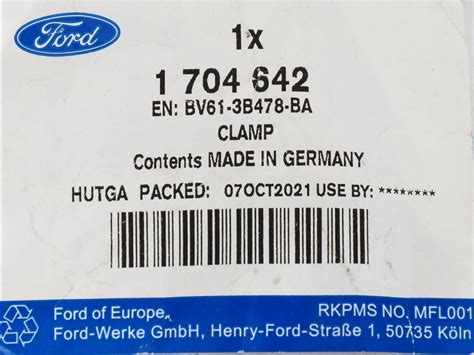 Ford
1x
1 704 642
EN: BV61-3B478-BA
CLAMP
Contents MADE IN GERMANY
HUTGA PACKED: 07OCT2021 USE BY: ********
Ford of Europe, RKPMS NO. MFL001
Ford-Werke GmbH, Henry-Ford-Straße 1, 50735 Köln